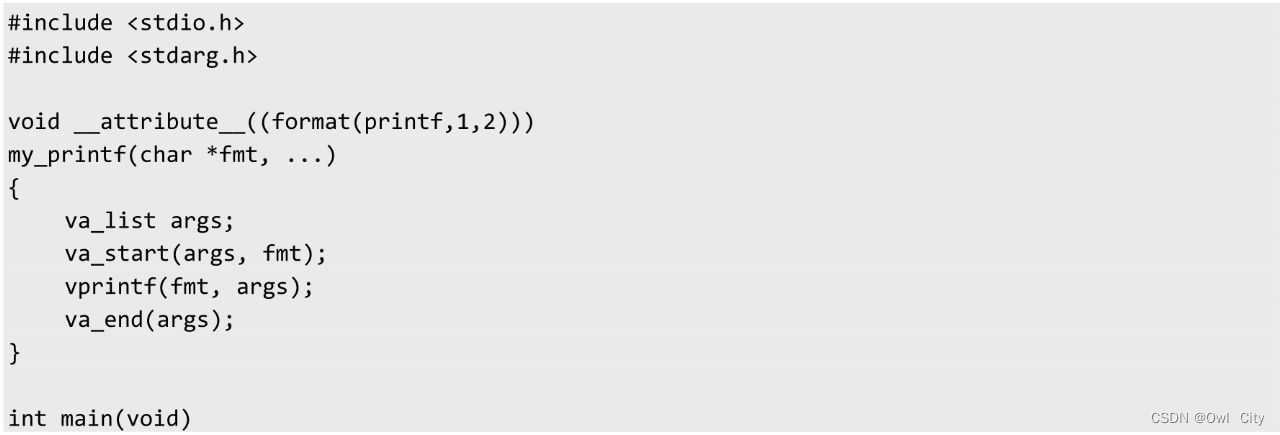 #include <stdio.h>
#include <stdarg.h>
void __attribute__((format(printf,1,2)))
my_printf(char *fmt, ...)
{
va_list args;
va_start(args, fmt);
vprintf(fmt, args);
va_end(args);
}
int main(void)
CSDN @Owl City